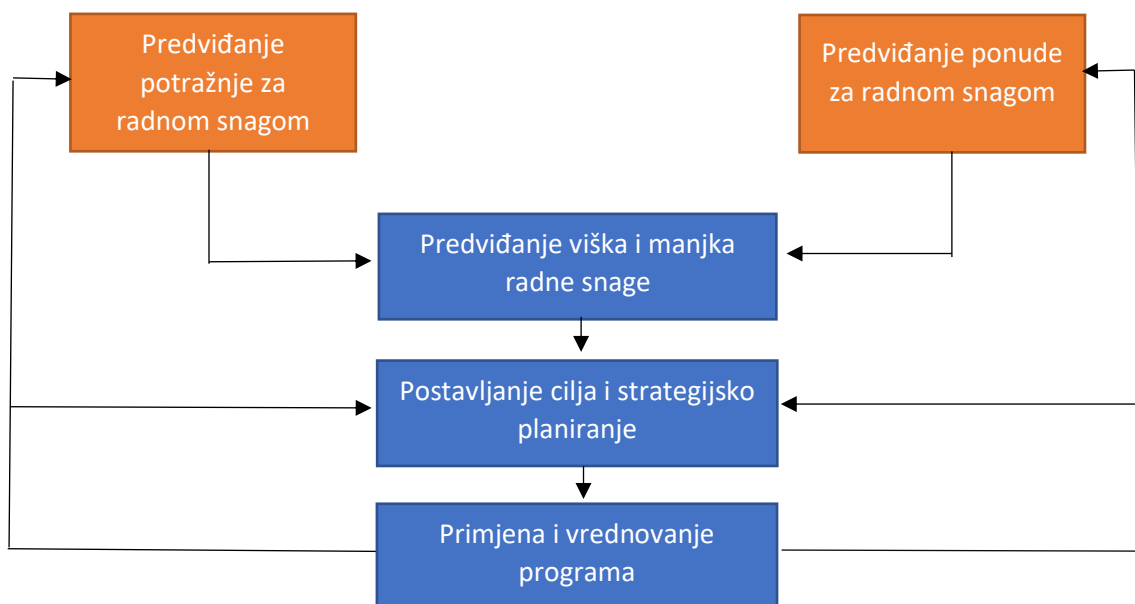 Predviđanje
potražnje za
radnom snagom
Predviđanje ponude
za radnom snagom
Predviđanje viška i manjka
radne snage
Postavljanje cilja i strategijsko
planiranje
Primjena i vrednovanje
programa